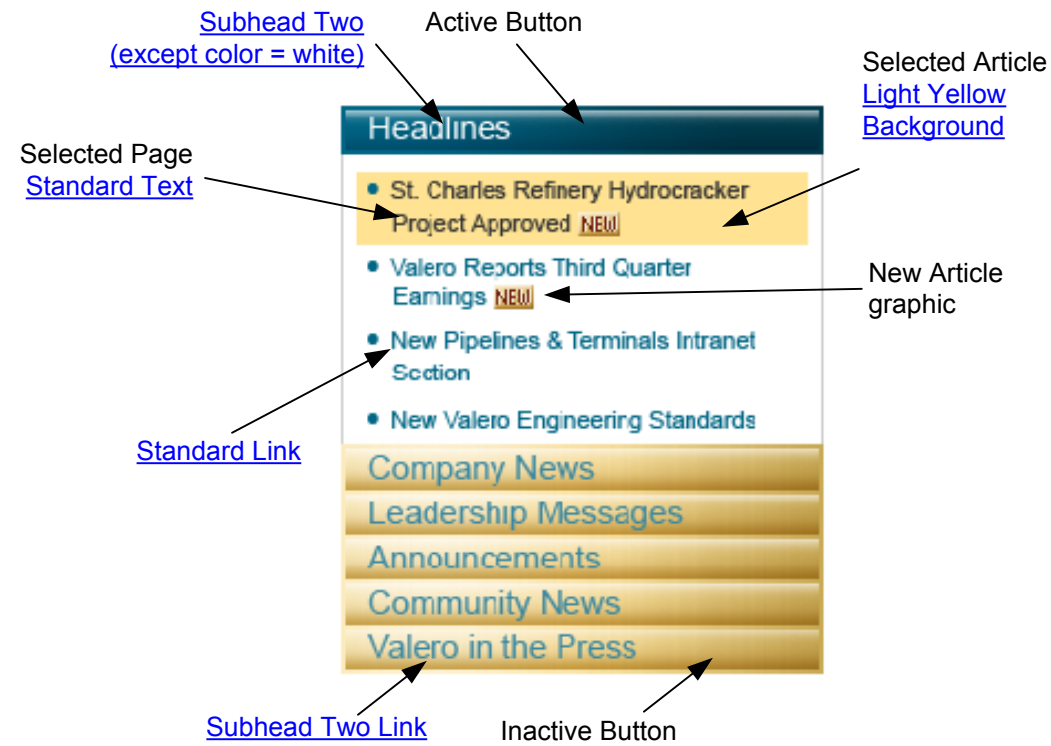 Subhead Two
(except color = white)
Active Button
Selected Article
Light Yellow
Background
Headlines
Selected Page
Standard Text
St. Charles Refinery Hydrocracker
Project Approved NEW
Valero Reports Third Quarter
Earnings NEW
New Article
graphic
New Pipelines & Terminals Intranet
Section
New Valero Engineering Standards
Standard Link
Company News
Leadership Messages
Announcements
Community News
Valero in the Press
Subhead Two Link
Inactive Button